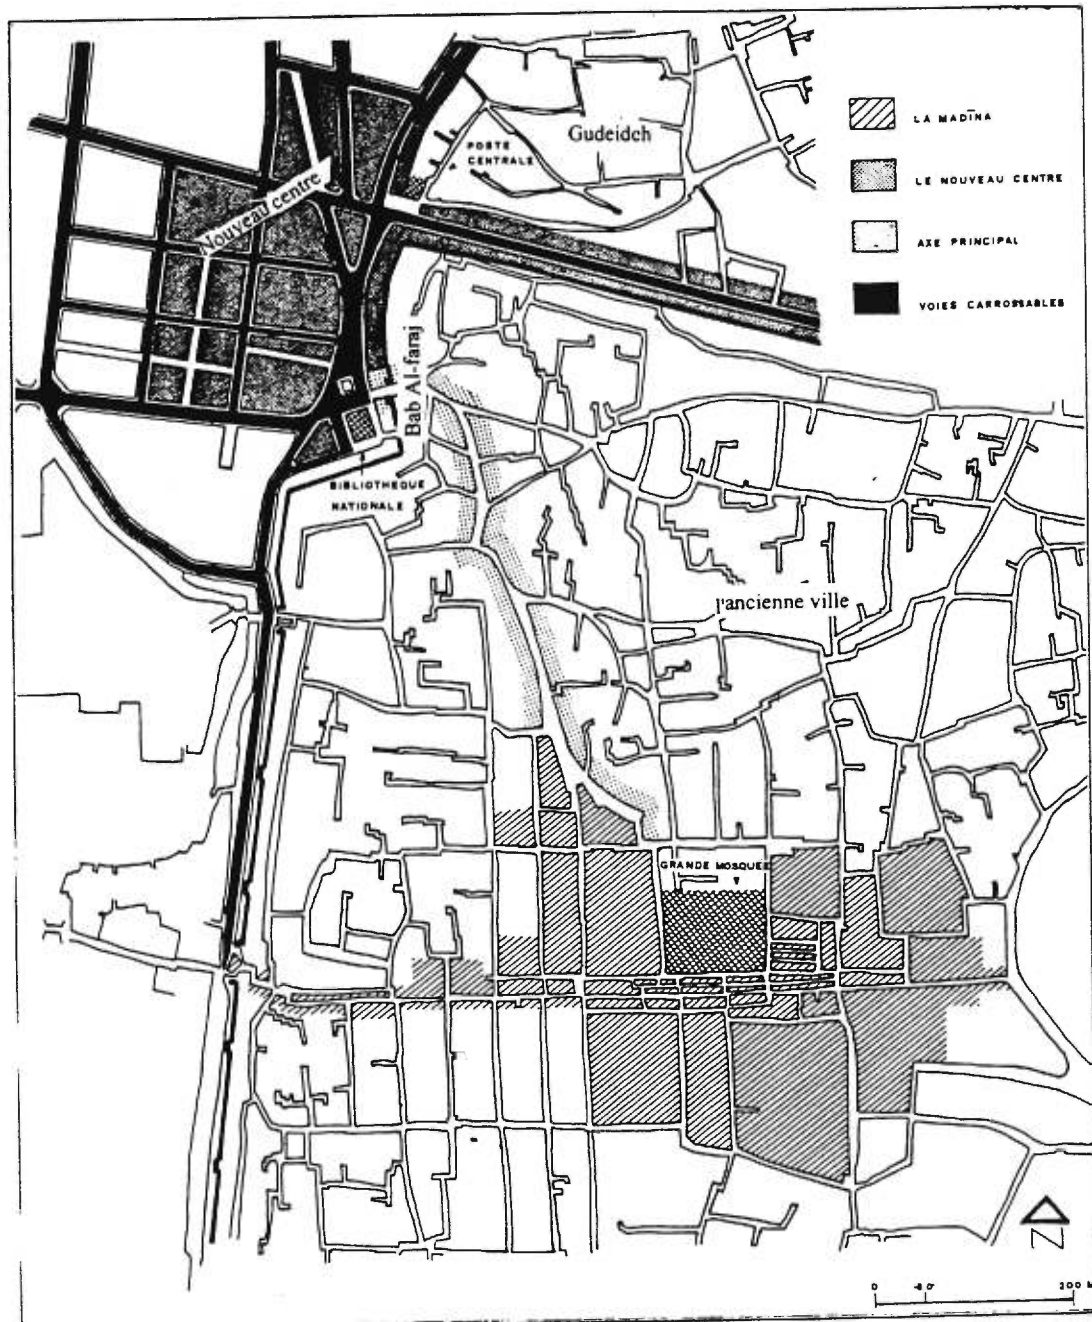 Gudeideh
POSTE
CENTRALE
Nouveau centre
LA MADĪNA
LE NOUVEAU CENTRE
AXE PRINCIPAL
VOIES CARROSSABLES
Bab Al-faraj
BIBLIOTHEQUE
NATIONALE
l'ancienne ville
GRANDE MOSQUEE
N
0
200